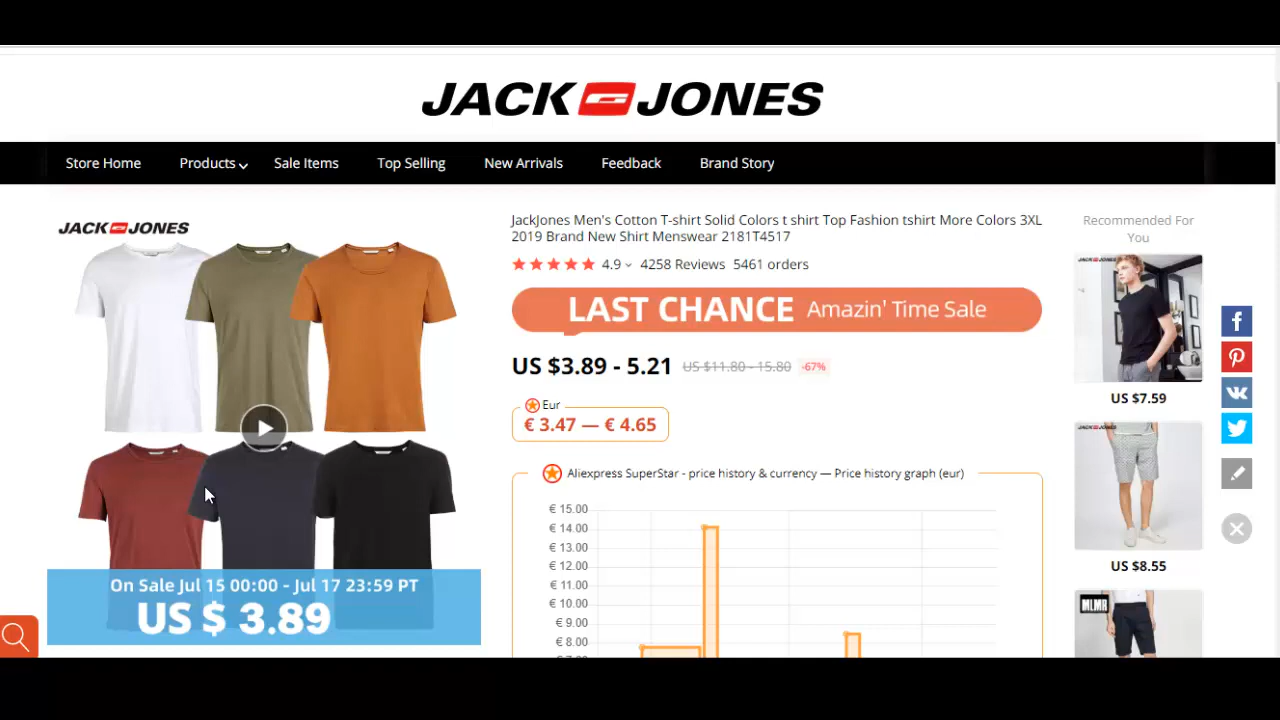 JACK JONES
Store Home Products Sale Items Top Selling New Arrivals Feedback Brand Story
JACK JONES
On Sale Jul 15 00:00 - Jul 17 23:59 PT
US $ 3.89
JackJones Men's Cotton T-shirt Solid Colors t shirt Top Fashion tshirt More Colors 3XL
2019 Brand New Shirt Menswear 2181T4517
4.9 4258 Reviews 5461 orders
LAST CHANCE Amazin' Time Sale
US $3.89 - 5.21 US $11.80 - 15.80 -67%
Eur
€ 3.47 — € 4.65
Aliexpress SuperStar - price history & currency — Price history graph (eur)
€ 15.00
€ 14.00
€ 13.00
€ 12.00
€ 11.00
€ 10.00
€ 9.00
€ 8.00
Recommended For
You
JACK JONES
US $7.59
JACK JONES
US $8.55
MLMR